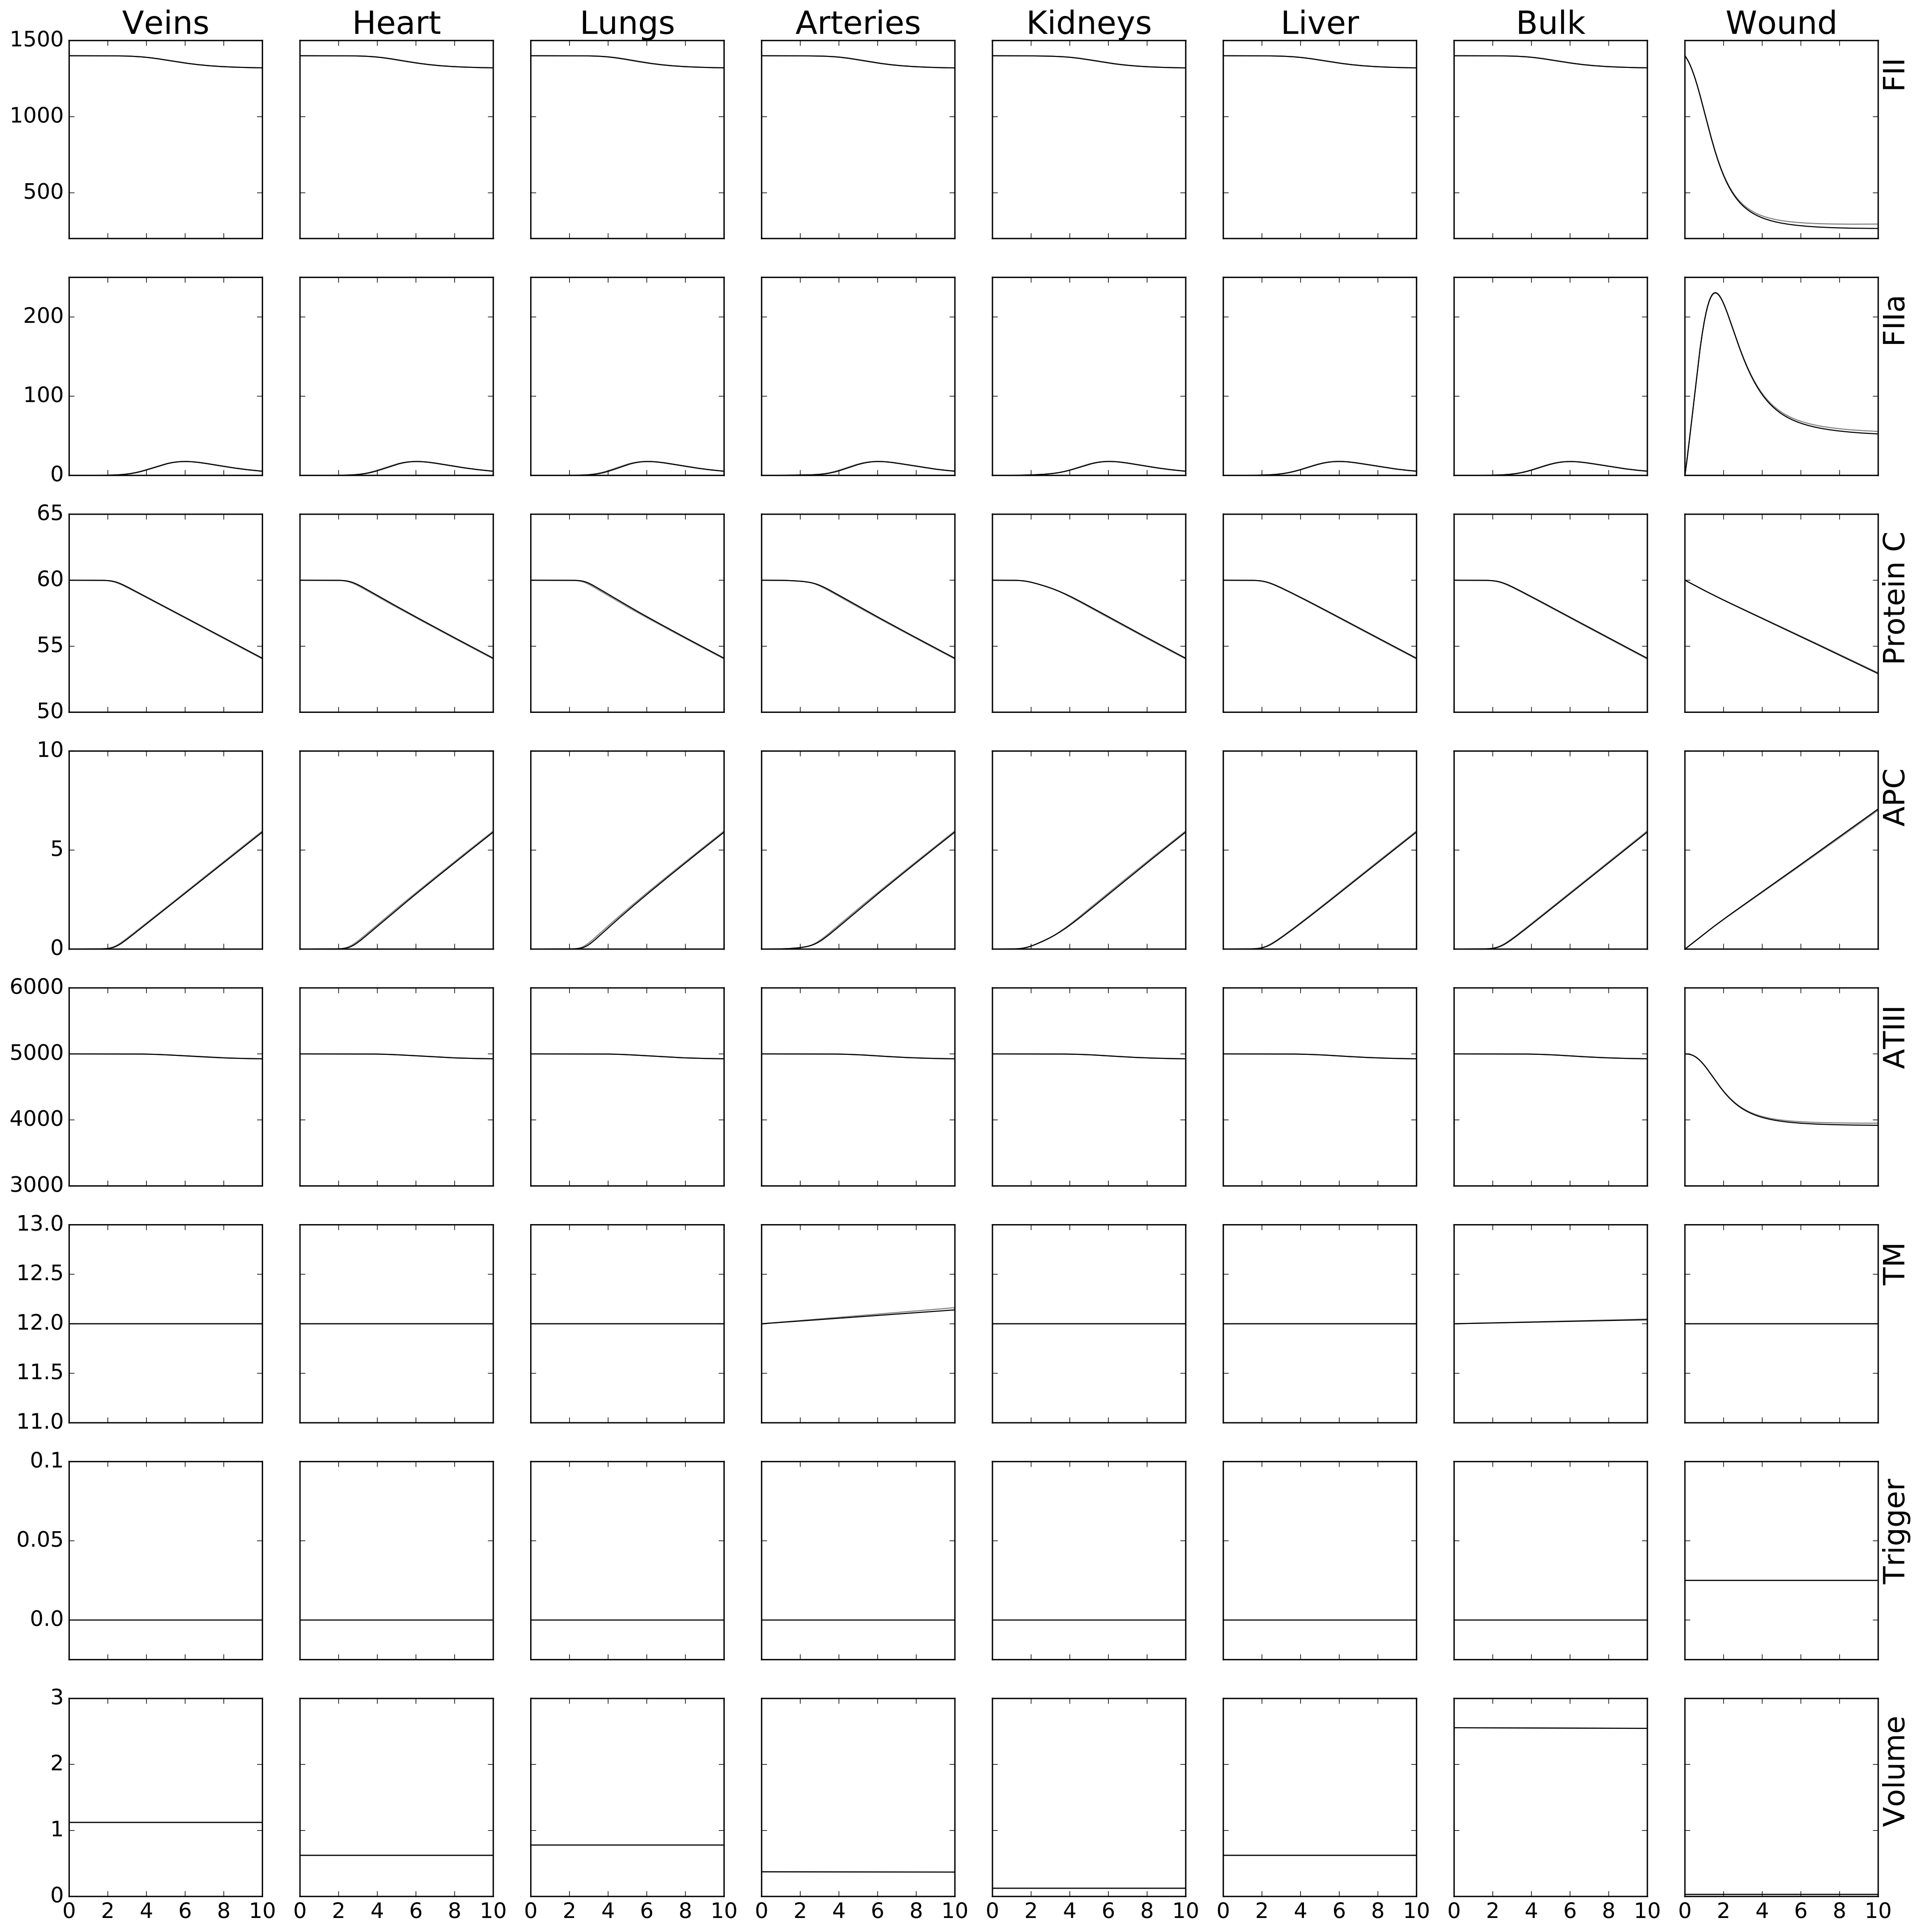 Veins Heart Lungs Arteries Kidneys Liver Bulk Wound
1500
1000
500
FII
200
100
0
FIIa
65
60
55
50
Protein C
10
5
0
APC
6000
5000
4000
3000
ATIII
13.0
12.5
12.0
11.5
11.0
TM
0.1
0.05
0.0
Trigger
3
2
1
0
Volume
0 2 4 6 8 10 0 2 4 6 8 10 0 2 4 6 8 10 0 2 4 6 8 10 0 2 4 6 8 10 0 2 4 6 8 10 0 2 4 6 8 10 0 2 4 6 8 10